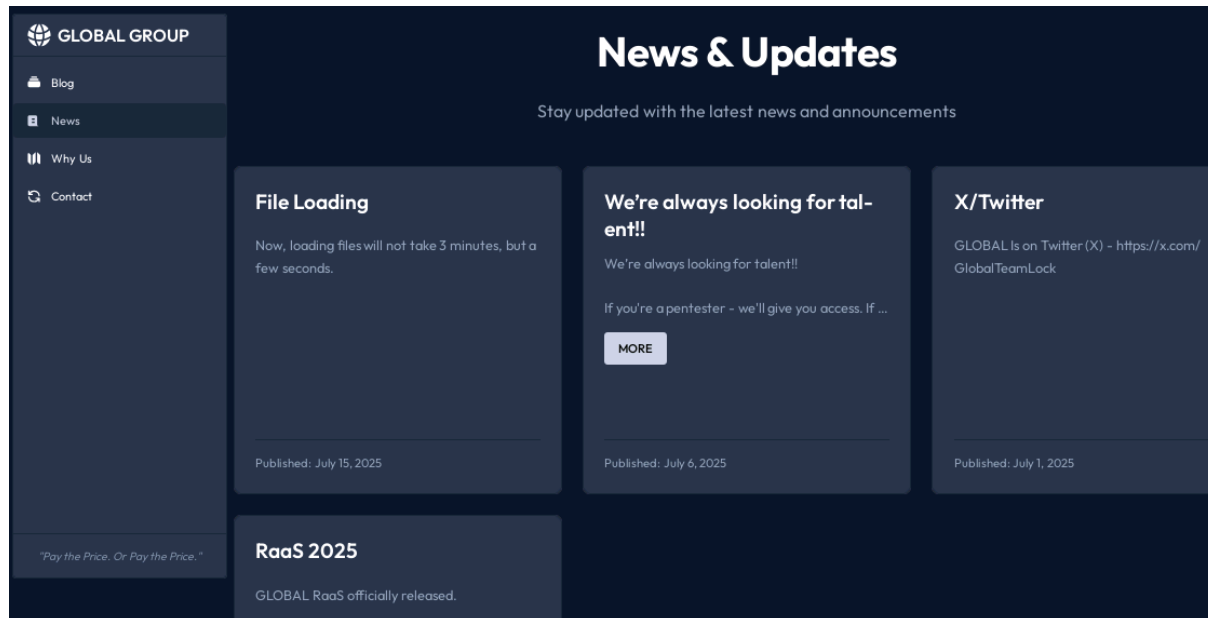 GLOBAL GROUP
Blog
News
Why Us
Contact
"Pay the Price. Or Pay the Price."
News & Updates
Stay updated with the latest news and announcements
File Loading
Now, loading files will not take 3 minutes, but a
few seconds.
Published: July 15, 2025
We're always looking for tal-
ent!!
We're always looking for talent!!
If you're a pentester - we'll give you access. If ...
MORE
Published: July 6, 2025
X/Twitter
GLOBAL Is on Twitter (X) - https://x.com/
GlobalTeamLock
Published: July 1, 2025
RaaS 2025
GLOBAL RaaS officially released.